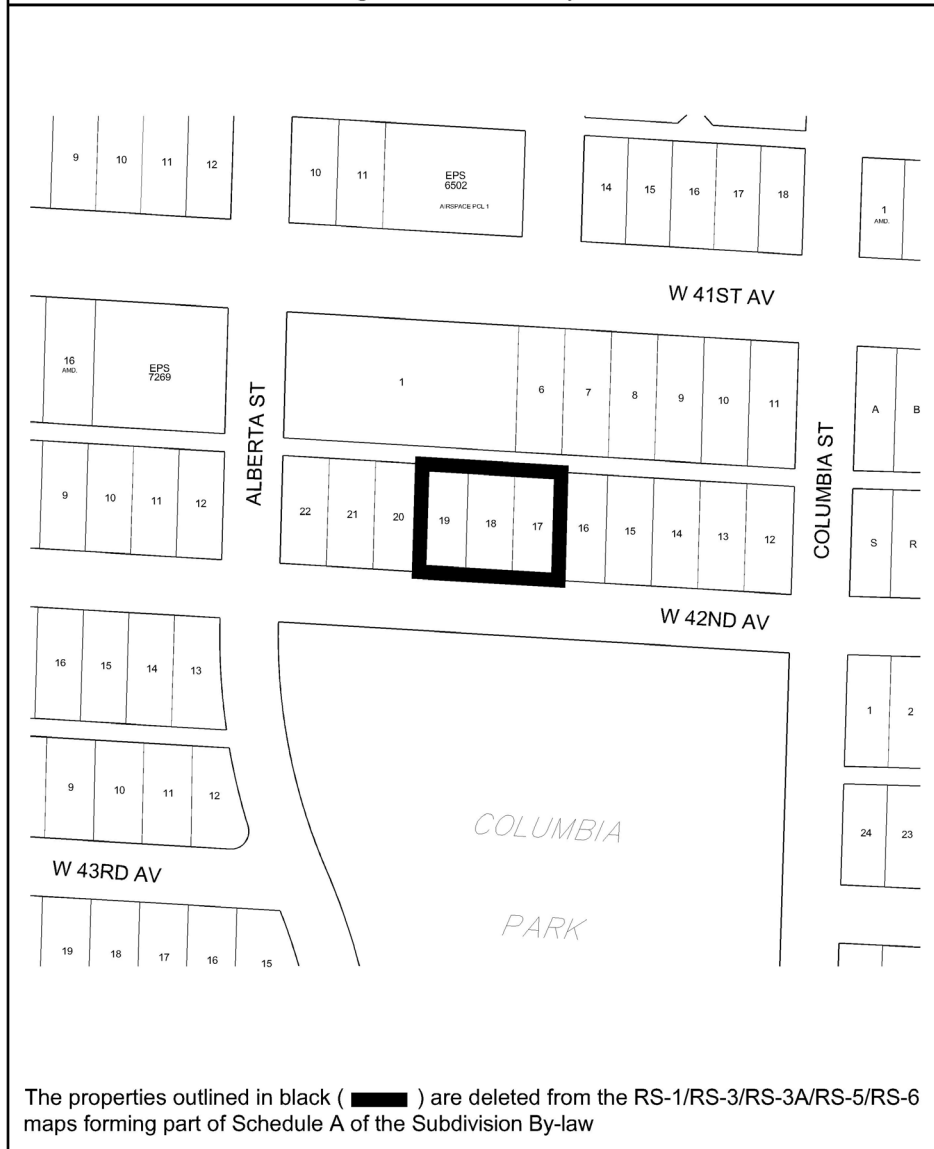 9 10 11 12
10 11 EPS 6502 AIRSPACE PCL 1
14 15 16 17 18
1 AMD.
W 41ST AV
16 AMD. EPS 7269
ALBERTA ST
1 6 7 8 9 10 11
COLUMBIA ST
A B
9 10 11 12
22 21 20 19 18 17 16 15 14 13 12
S R
W 42ND AV
16 15 14 13
1 2
9 10 11 12
COLUMBIA
24 23
W 43RD AV
PARK
19 18 17 16 15
The properties outlined in black ( ) are deleted from the RS-1/RS-3/RS-3A/RS-5/RS-6
maps forming part of Schedule A of the Subdivision By-law